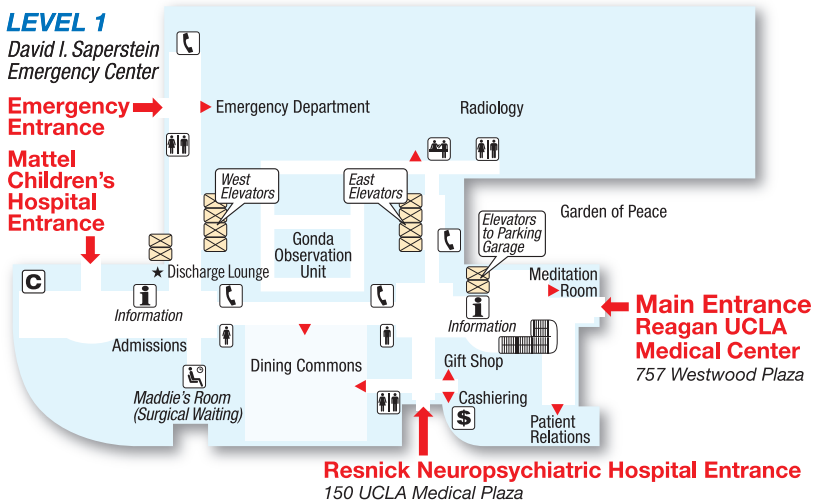 LEVEL 1
David I. Saperstein
Emergency Center
Emergency
Entrance
Emergency Department
Radiology
Mattel
Children's
Hospital
Entrance
West
Elevators
East
Elevators
Elevators
to Parking
Garage
Garden of Peace
Gonda
Observation
Unit
★ Discharge Lounge
Meditation
Room
C
i
Information
i
Information
Main Entrance
Reagan UCLA
Medical Center
757 Westwood Plaza
Admissions
Dining Commons
Gift Shop
Maddie's Room
(Surgical Waiting)
Cashiering
$
Patient
Relations
Resnick Neuropsychiatric Hospital Entrance
150 UCLA Medical Plaza